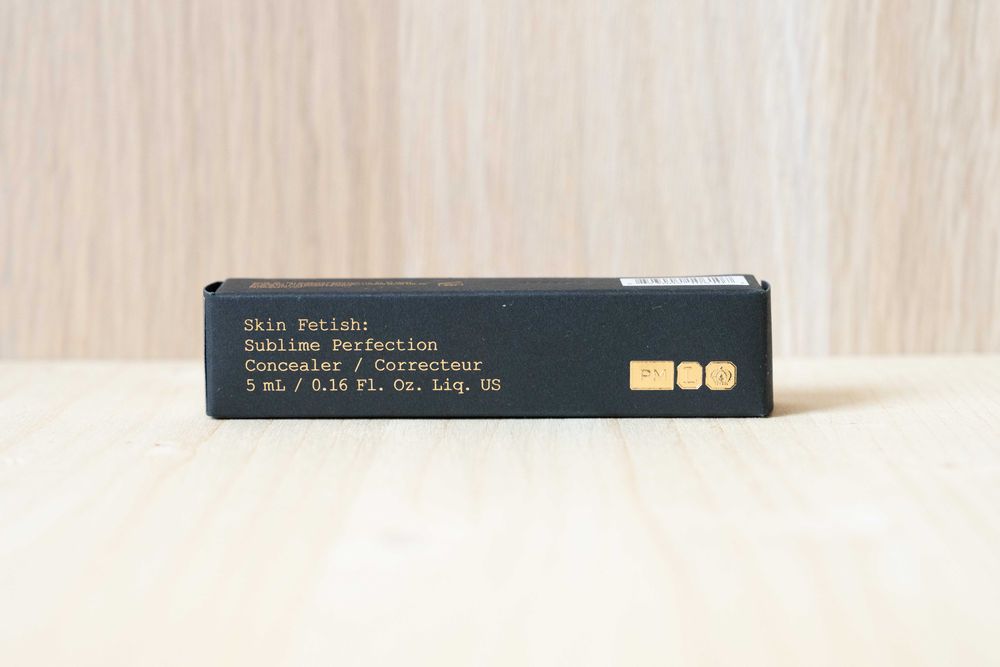 Skin Fetish:
Sublime Perfection
Concealer / Correcteur
5 mL / 0.16 Fl. Oz. Liq. US
PM
I